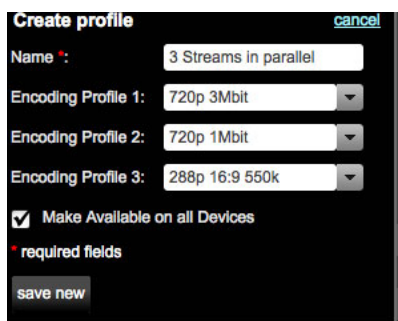 Create profile cancel
Name *: 3 Streams in parallel
Encoding Profile 1: 720p 3Mbit
Encoding Profile 2: 720p 1Mbit
Encoding Profile 3: 288p 16:9 550k
Make Available on all Devices
* required fields
save new